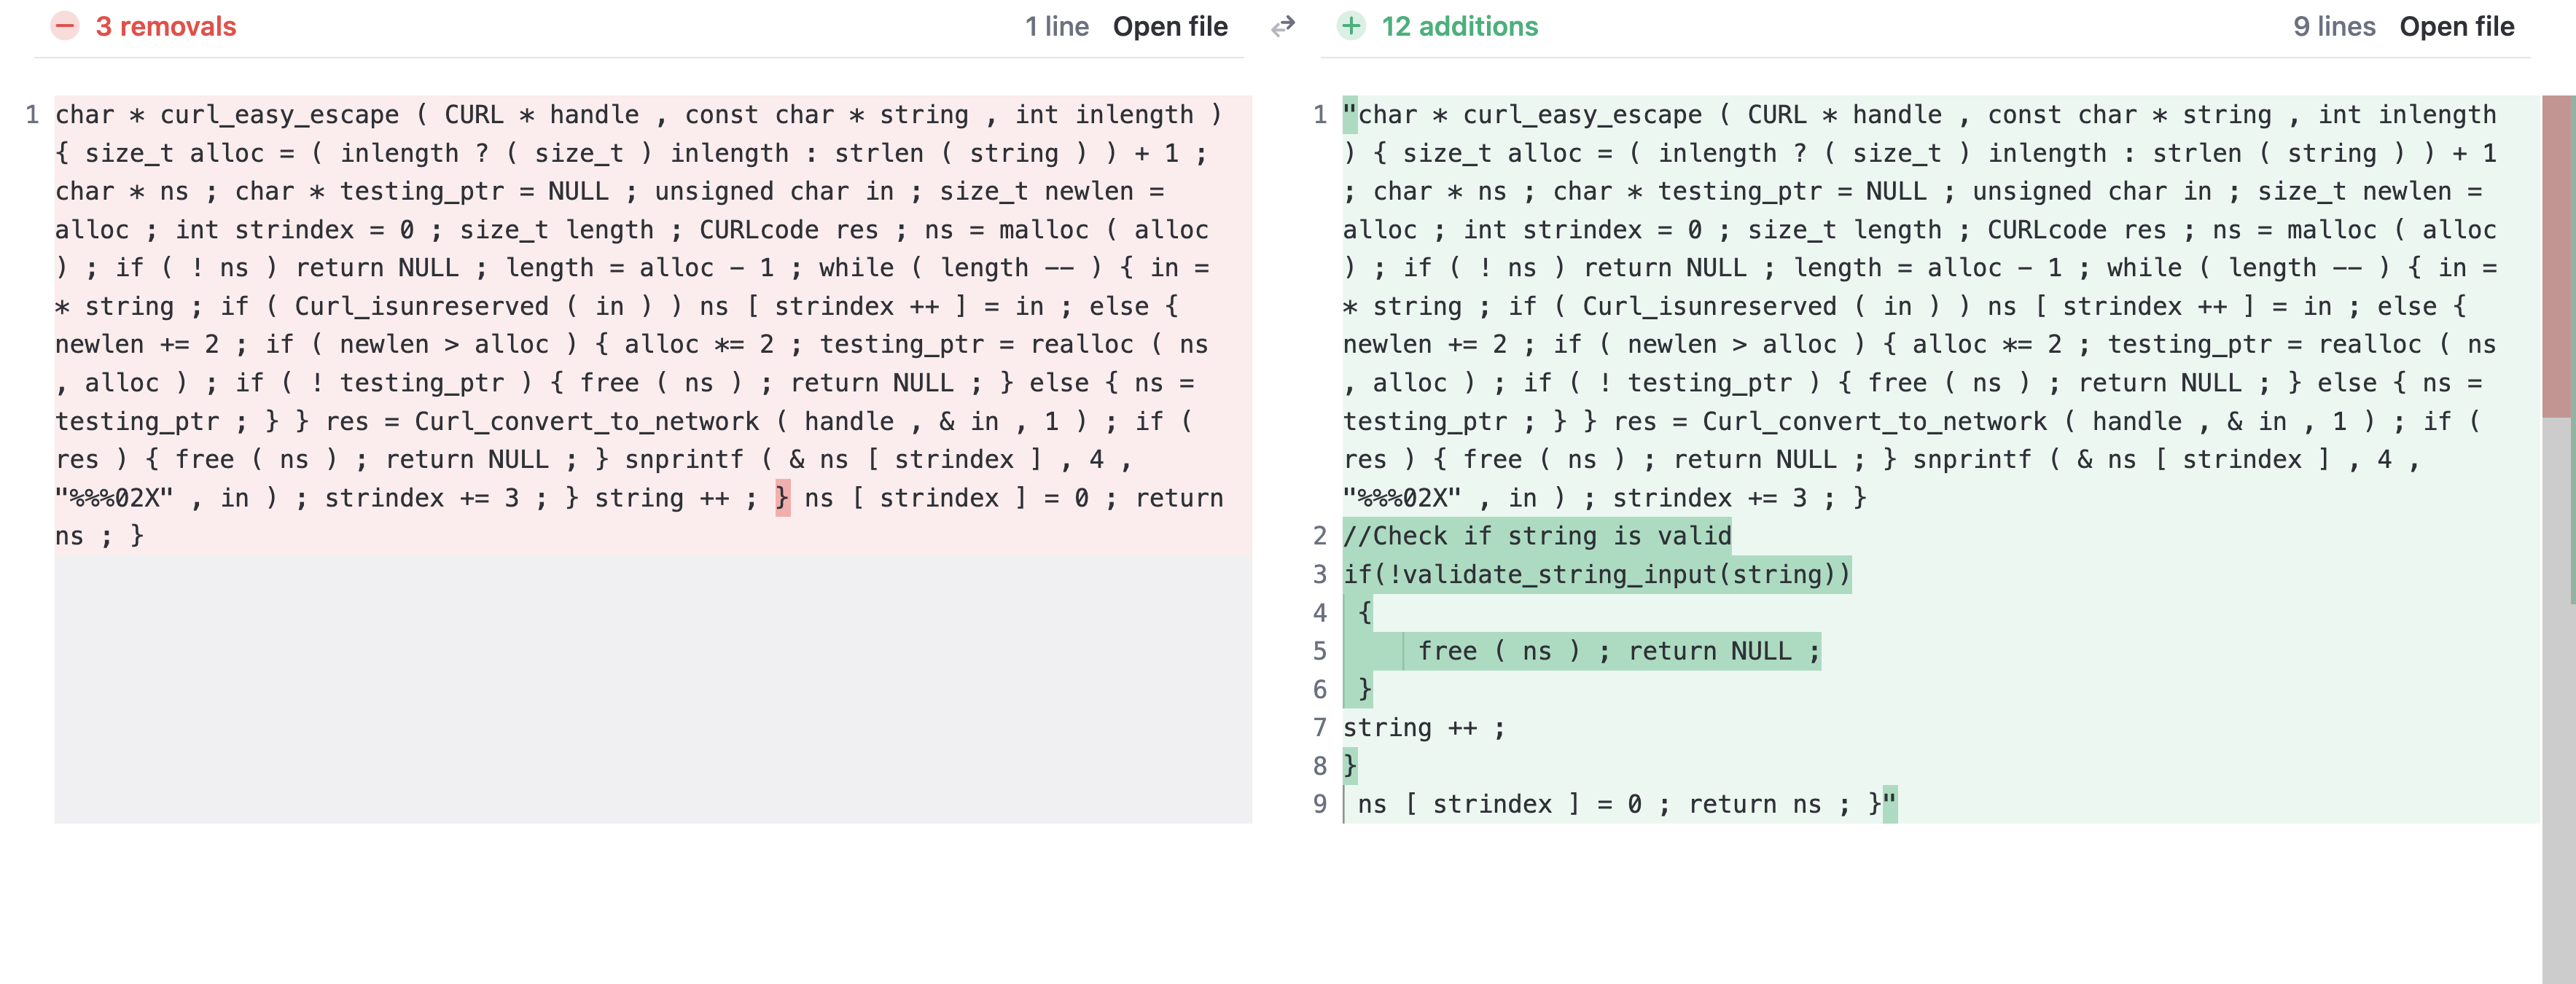 3 removals 1 line Open file
12 additions 9 lines Open file
1 char * curl_easy_escape ( CURL * handle , const char * string , int inlength )
{ size_t alloc = ( inlength ? ( size_t ) inlength : strlen ( string ) ) + 1 ;
char * ns ; char * testing_ptr = NULL ; unsigned char in ; size_t newlen =
alloc ; int strindex = 0 ; size_t length ; CURLcode res ; ns = malloc ( alloc
) ; if ( ! ns ) return NULL ; length = alloc - 1 ; while ( length -- ) { in =
* string ; if ( Curl_isunreserved ( in ) ) ns [ strindex ++ ] = in ; else {
newlen += 2 ; if ( newlen > alloc ) { alloc *= 2 ; testing_ptr = realloc ( ns
, alloc ) ; if ( ! testing_ptr ) { free ( ns ) ; return NULL ; } else { ns =
testing_ptr ; } } res = Curl_convert_to_network ( handle , & in , 1 ) ; if (
res ) { free ( ns ) ; return NULL ; } snprintf ( & ns [ strindex ] , 4 ,
"%%%02X" , in ) ; strindex += 3 ; } string ++ ; } ns [ strindex ] = 0 ; return
ns ; }
1 "char * curl_easy_escape ( CURL * handle , const char * string , int inlength
) { size_t alloc = ( inlength ? ( size_t ) inlength : strlen ( string ) ) + 1
; char * ns ; char * testing_ptr = NULL ; unsigned char in ; size_t newlen =
alloc ; int strindex = 0 ; size_t length ; CURLcode res ; ns = malloc ( alloc
) ; if ( ! ns ) return NULL ; length = alloc - 1 ; while ( length -- ) { in =
* string ; if ( Curl_isunreserved ( in ) ) ns [ strindex ++ ] = in ; else {
newlen += 2 ; if ( newlen > alloc ) { alloc *= 2 ; testing_ptr = realloc ( ns
, alloc ) ; if ( ! testing_ptr ) { free ( ns ) ; return NULL ; } else { ns =
testing_ptr ; } } res = Curl_convert_to_network ( handle , & in , 1 ) ; if (
res ) { free ( ns ) ; return NULL ; } snprintf ( & ns [ strindex ] , 4 ,
"%%%02X" , in ) ; strindex += 3 ; }
2 //Check if string is valid
3 if(!validate_string_input(string))
4 {
5 free ( ns ) ; return NULL ;
6 }
7 string ++ ;
8 }
9 ns [ strindex ] = 0 ; return ns ; }"